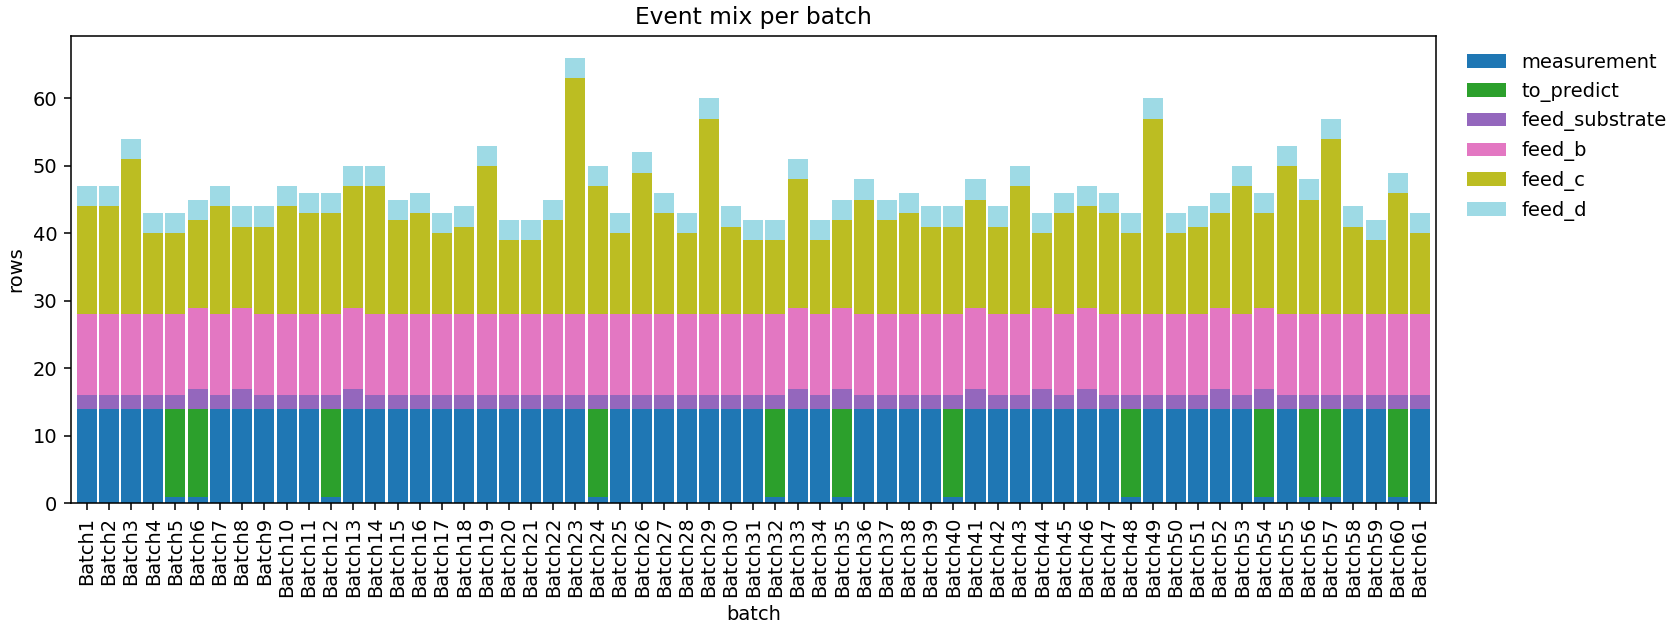 Event mix per batch
rows
60
50
40
30
20
10
0
Batch1
Batch2
Batch3
Batch4
Batch5
Batch6
Batch7
Batch8
Batch9
Batch10
Batch11
Batch12
Batch13
Batch14
Batch15
Batch16
Batch17
Batch18
Batch19
Batch20
Batch21
Batch22
Batch23
Batch24
Batch25
Batch26
Batch27
Batch28
Batch29
Batch30
Batch31
Batch32
Batch33
Batch34
Batch35
Batch36
Batch37
Batch38
Batch39
Batch40
Batch41
Batch42
Batch43
Batch44
Batch45
Batch46
Batch47
Batch48
Batch49
Batch50
Batch51
Batch52
Batch53
Batch54
Batch55
Batch56
Batch57
Batch58
Batch59
Batch60
Batch61
batch
measurement
to_predict
feed_substrate
feed_b
feed_c
feed_d